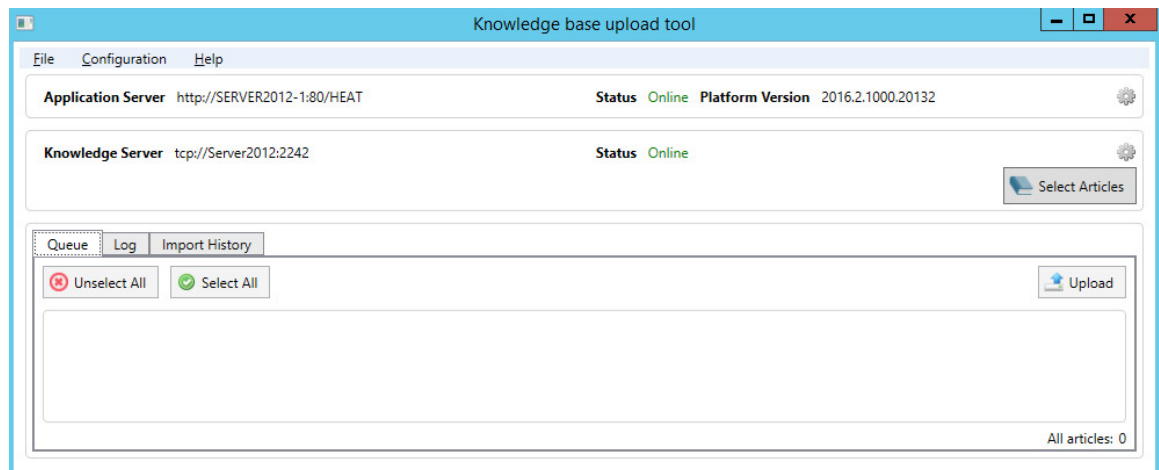 Knowledge base upload tool
File Configuration Help
Application Server http://SERVER2012-1:80/HEAT Status Online Platform Version 2016.2.1000.20132
Knowledge Server tcp://Server2012:2242 Status Online
Select Articles
Queue Log Import History
Unselect All Select All Upload
All articles: 0